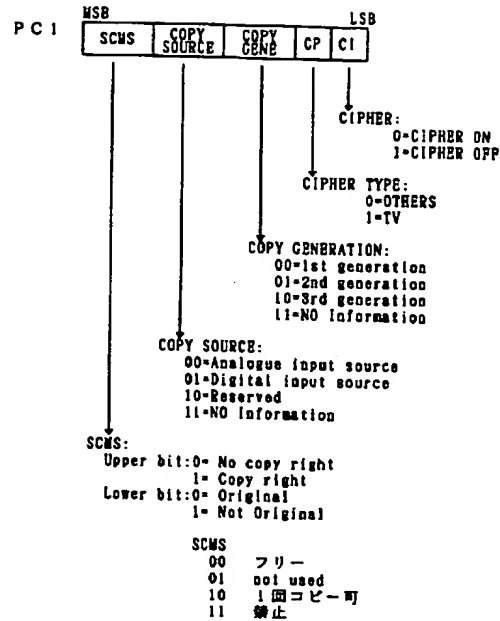 MSB LSB
PC1 SCMS COPY SOURCE COPY GENE CP CI
CIPHER:
0=CIPHER ON
1=CIPHER OFF
CIPHER TYPE:
0=OTHERS
1=TV
COPY GENERATION:
00=1st generation
01=2nd generation
10=3rd generation
11=NO Information
COPY SOURCE:
00=Analogue input source
01=Digital input source
10=Reserved
11=NO Information
SCMS:
Upper bit:0= No copy right
1= Copy right
Lower bit:0= Original
1= Not Original
SCMS
00 フリー
01 not used
10 1回コピー可
11 禁止